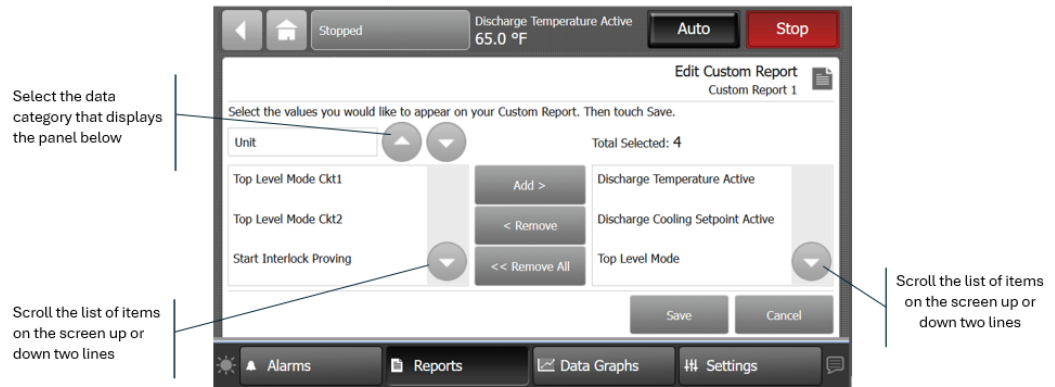 Stopped
Discharge Temperature Active
65.0 °F
Auto
Stop
Edit Custom Report
Custom Report 1
Select the data
category that displays
the panel below
Select the values you would like to appear on your Custom Report. Then touch Save.
Unit
Total Selected: 4
Top Level Mode Ckt1
Top Level Mode Ckt2
Start Interlock Proving
Add >
< Remove
<< Remove All
Discharge Temperature Active
Discharge Cooling Setpoint Active
Top Level Mode
Scroll the list of items
on the screen up or
down two lines
Scroll the list of items
on the screen up or
down two lines
Save
Cancel
Alarms
Reports
Data Graphs
Settings